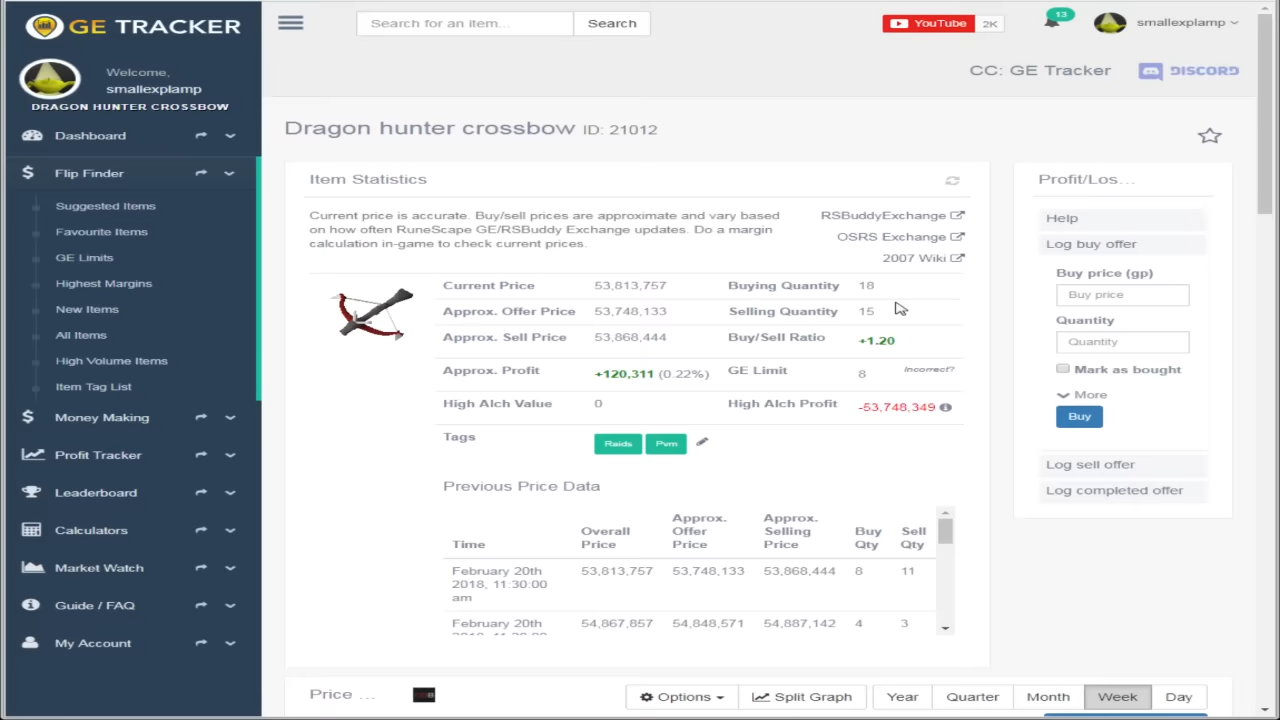 GE TRACKER
Search for an item...
Search
YouTube 2K
13
smallexplamp
Welcome,
smallexplamp
DRAGON HUNTER CROSSBOW
CC: GE Tracker
DISCORD
Dashboard
Flip Finder
Suggested Items
Favourite Items
GE Limits
Highest Margins
New Items
All Items
High Volume Items
Item Tag List
Money Making
Profit Tracker
Leaderboard
Calculators
Market Watch
Guide / FAQ
My Account
Dragon hunter crossbow ID: 21012
Item Statistics
Current price is accurate. Buy/sell prices are approximate and vary based
on how often RuneScape GE/RSBuddy Exchange updates. Do a margin
calculation in-game to check current prices.
RSBuddyExchange
OSRS Exchange
2007 Wiki
Current Price 53,813,757 Buying Quantity 18
Approx. Offer Price 53,748,133 Selling Quantity 15
Approx. Sell Price 53,868,444 Buy/Sell Ratio +1.20
Approx. Profit +120,311 (0.22%) GE Limit 8 Incorrect?
High Alch Value 0 High Alch Profit -53,748,349
Tags Raids Pvm
Previous Price Data
Time Overall Price Approx. Offer Price Approx. Selling Price Buy Qty Sell Qty
February 20th 2018, 11:30:00 am 53,813,757 53,748,133 53,868,444 8 11
February 20th 54,867,857 54,848,571 54,887,142 4 3
Profit/Los...
Help
Log buy offer
Buy price (gp)
Buy price
Quantity
Quantity
Mark as bought
More
Buy
Log sell offer
Log completed offer
Price ...
Options
Split Graph
Year
Quarter
Month
Week
Day